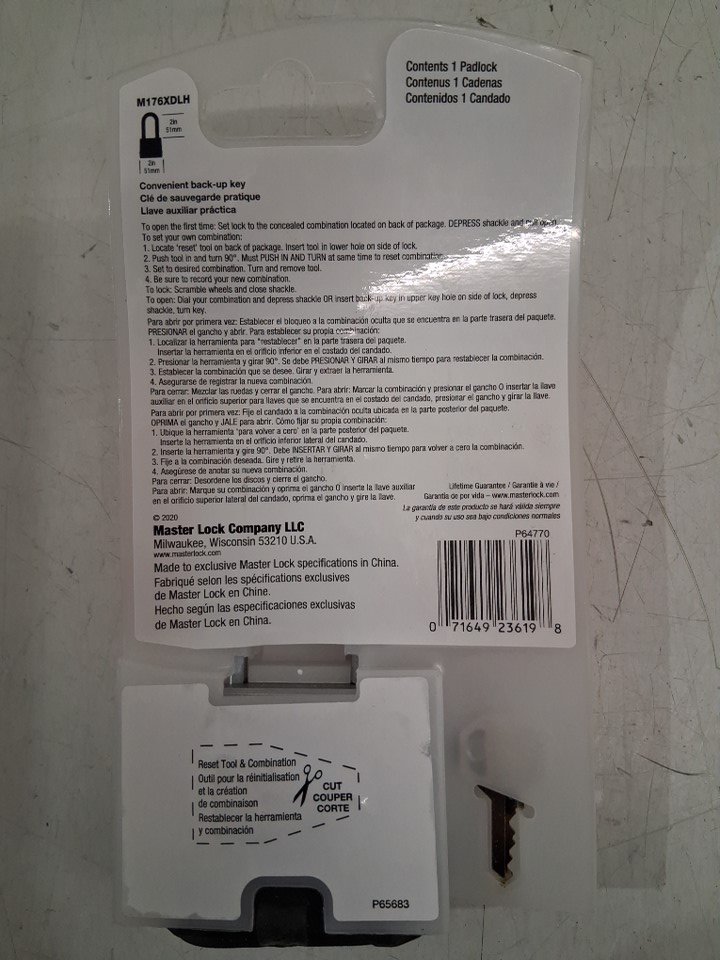 Contents 1 Padlock
Contenus 1 Cadenas
Contenidos 1 Candado
M176XDLH
2in
51mm
2in
51mm
Convenient back-up key
Clé de sauvegarde pratique
Llave auxiliar práctica
To open the first time: Set lock to the concealed combination located on back of package. DEPRESS shackle and pull open.
To set your own combination:
1. Locate 'reset' tool on back of package. Insert tool in lower hole on side of lock.
2. Push tool in and turn 90°. Must PUSH IN AND TURN at same time to reset combination.
3. Set to desired combination. Turn and remove tool.
4. Be sure to record your new combination.
To lock: Scramble wheels and close shackle.
To open: Dial your combination and depress shackle OR insert back-up key in upper key hole on side of lock, depress
shackle, turn key.
Para abrir por primera vez: Establecer el bloqueo a la combinación oculta que se encuentra en la parte trasera del paquete.
PRESIONAR el gancho y abrir. Para establecer su propia combinación:
1. Localizar la herramienta para "restablecer" en la parte trasera del paquete.
Insertar la herramienta en el orificio inferior en el costado del candado.
2. Presionar la herramienta y girar 90°. Se debe PRESIONAR Y GIRAR al mismo tiempo para restablecer la combinación.
3. Establecer la combinación que se desee. Girar y extraer la herramienta.
4. Asegurarse de registrar la nueva combinación.
Para cerrar: Mezclar las ruedas y cerrar el gancho. Para abrir: Marcar la combinación y presionar el gancho O insertar la llave
auxiliar en el orificio superior para llaves que se encuentra en el costado del candado, presionar el gancho y girar la llave.
Para abrir por primera vez: Fije el candado a la combinación oculta ubicada en la parte posterior del paquete.
OPRIMA el gancho y JALE para abrir. Cómo fijar su propia combinación:
1. Ubique la herramienta 'para volver a cero' en la parte posterior del paquete.
Inserte la herramienta en el orificio inferior lateral del candado.
2. Inserte la herramienta y gire 90°. Debe INSERTAR Y GIRAR al mismo tiempo para volver a cero la combinación.
3. Fije a la combinación deseada. Gire y retire la herramienta.
4. Asegúrese de anotar su nueva combinación.
Para cerrar: Desordene los discos y cierre el gancho.
Para abrir: Marque su combinación y oprima el gancho O inserte la llave auxiliar
en el orificio superior lateral del candado, oprima el gancho y gire la llave.
Lifetime Guarantee / Garantie à vie /
Garantía de por vida – www.masterlock.com
La garantía de este producto se hará válida siempre
y cuando su uso sea bajo condiciones normales
© 2020
Master Lock Company LLC
Milwaukee, Wisconsin 53210 U.S.A.
www.masterlock.com
Made to exclusive Master Lock specifications in China.
Fabriqué selon les spécifications exclusives
de Master Lock en Chine.
Hecho según las especificaciones exclusivas
de Master Lock en China.
P64770
0 71649 23619 8
Reset Tool & Combination
Outil pour la réinitialisation
et la création
de combinaison
Restablecer la herramienta
y combinación
CUT
COUPER
CORTE
P65683